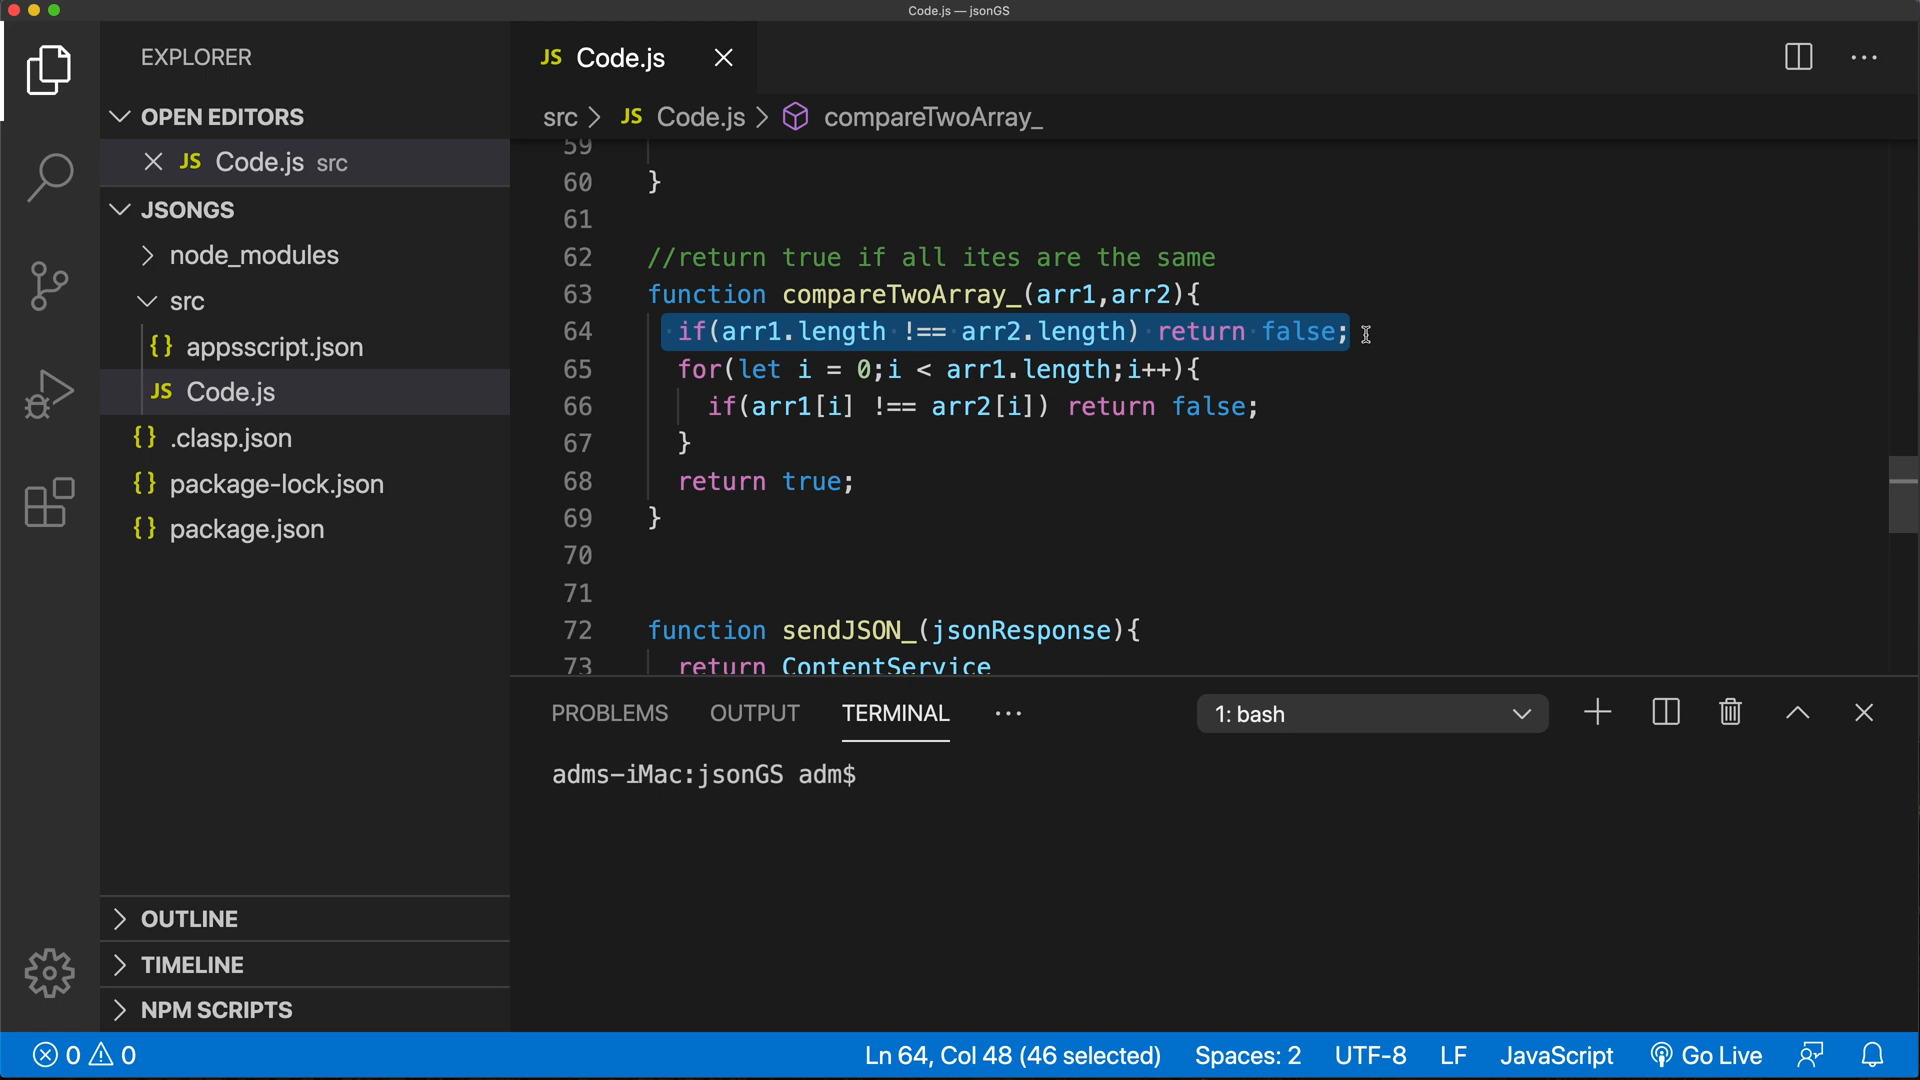 Code.js — jsonGS
EXPLORER
OPEN EDITORS
JS Code.js src
JSONGS
node_modules
src
{} appsscript.json
JS Code.js
{} .clasp.json
{} package-lock.json
{} package.json
OUTLINE
TIMELINE
NPM SCRIPTS
JS Code.js
src > JS Code.js > compareTwoArray_
59
60 }
61
62 //return true if all ites are the same
63 function compareTwoArray_(arr1,arr2){
64 if(arr1.length !== arr2.length) return false;
65 for(let i = 0;i < arr1.length;i++){
66 if(arr1[i] !== arr2[i]) return false;
67 }
68 return true;
69 }
70
71
72 function sendJSON_(jsonResponse){
73 return ContentService
PROBLEMS OUTPUT TERMINAL ··· 1: bash
adms-iMac:jsonGS adm$
0 0 Ln 64, Col 48 (46 selected) Spaces: 2 UTF-8 LF JavaScript Go Live